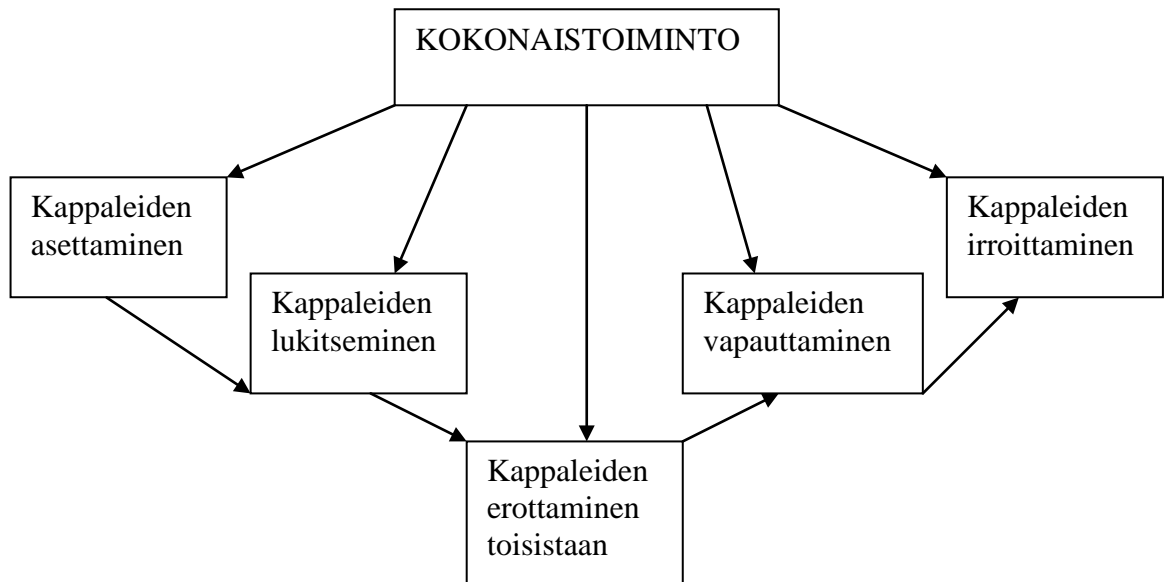 KOKONAISTOIMINTO
Kappaleiden
asettaminen
Kappaleiden
lukitseminen
Kappaleiden
erottaminen
toisistaan
Kappaleiden
vapauttaminen
Kappaleiden
irroittaminen